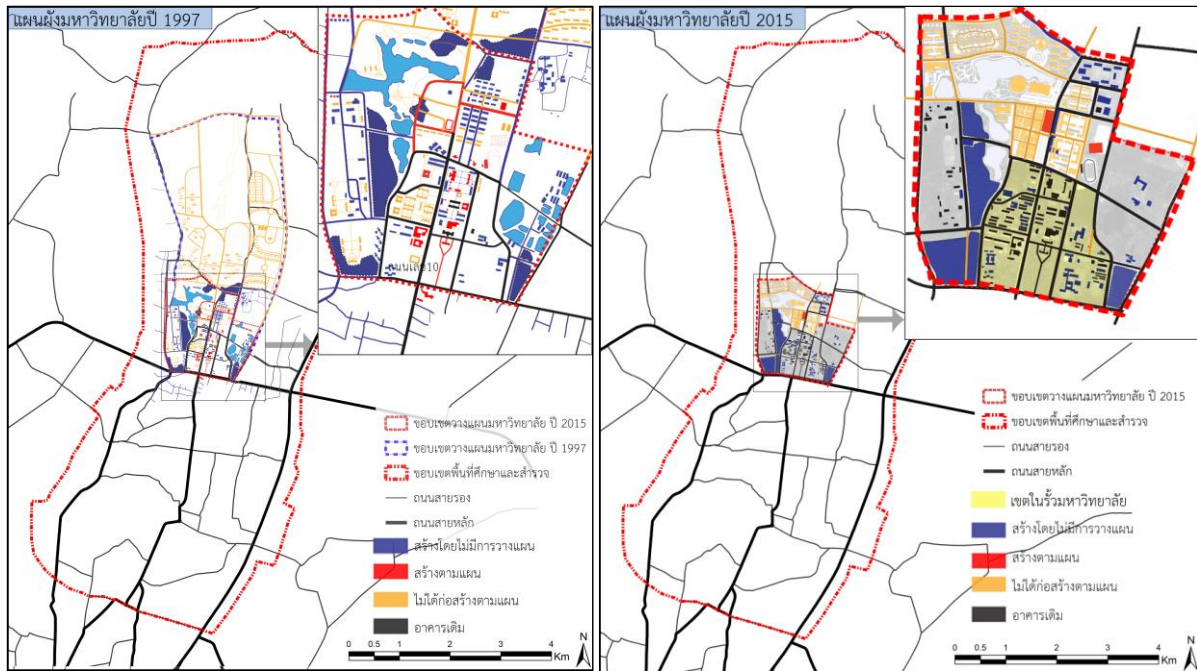 แผนผังมหาวิทยาลัยปี 1997
ขอบเขตวางแผนมหาวิทยาลัย ปี 2015
ขอบเขตวางแผนมหาวิทยาลัย ปี 1997
ขอบเขตพื้นที่ศึกษาและสำรวจ
ถนนสายรอง
ถนนสายหลัก
สร้างโดยไม่มีการวางแผน
สร้างตามแผน
ไม่ได้ก่อสร้างตามแผน
อาคารเดิม
0 0.5 1 2 3 4
Km
N
แผนผังมหาวิทยาลัยปี 2015
ขอบเขตวางแผนมหาวิทยาลัย ปี 2015
ขอบเขตพื้นที่ศึกษาและสำรวจ
ถนนสายรอง
ถนนสายหลัก
เขตในรั้วมหาวิทยาลัย
สร้างโดยไม่มีการวางแผน
สร้างตามแผน
ไม่ได้ก่อสร้างตามแผน
อาคารเดิม
0 0.5 1 2 3 4
Km
N